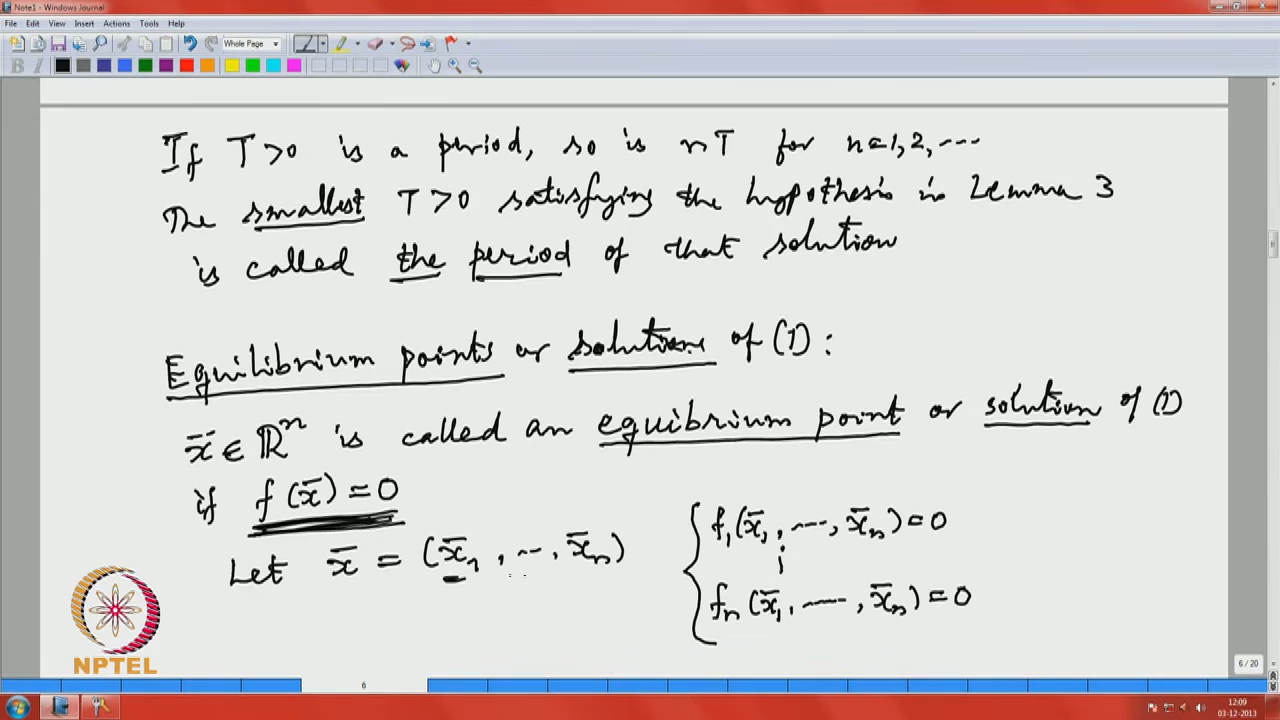 Note1 - Windows Journal
File Edit View Insert Actions Tools Help
Whole Page
B I
If T > 0 is a period, so is nT for n=1,2,----
The smallest T > 0 satisfying the hypothesis in Lemma 3
is called the period of that solution
Equilibrium points or solutions of (1):
x̄ ∈ ℝⁿ is called an equibrium point or solution of (1)
if f(x̄) = 0
Let x̄ = (x̄₁, .., x̄ₙ)
{ f₁(x̄₁, ----, x̄ₙ) = 0
⋮
fₙ(x̄₁, ----, x̄ₙ) = 0
NPTEL
6 / 20
6
12:09
03-12-2013